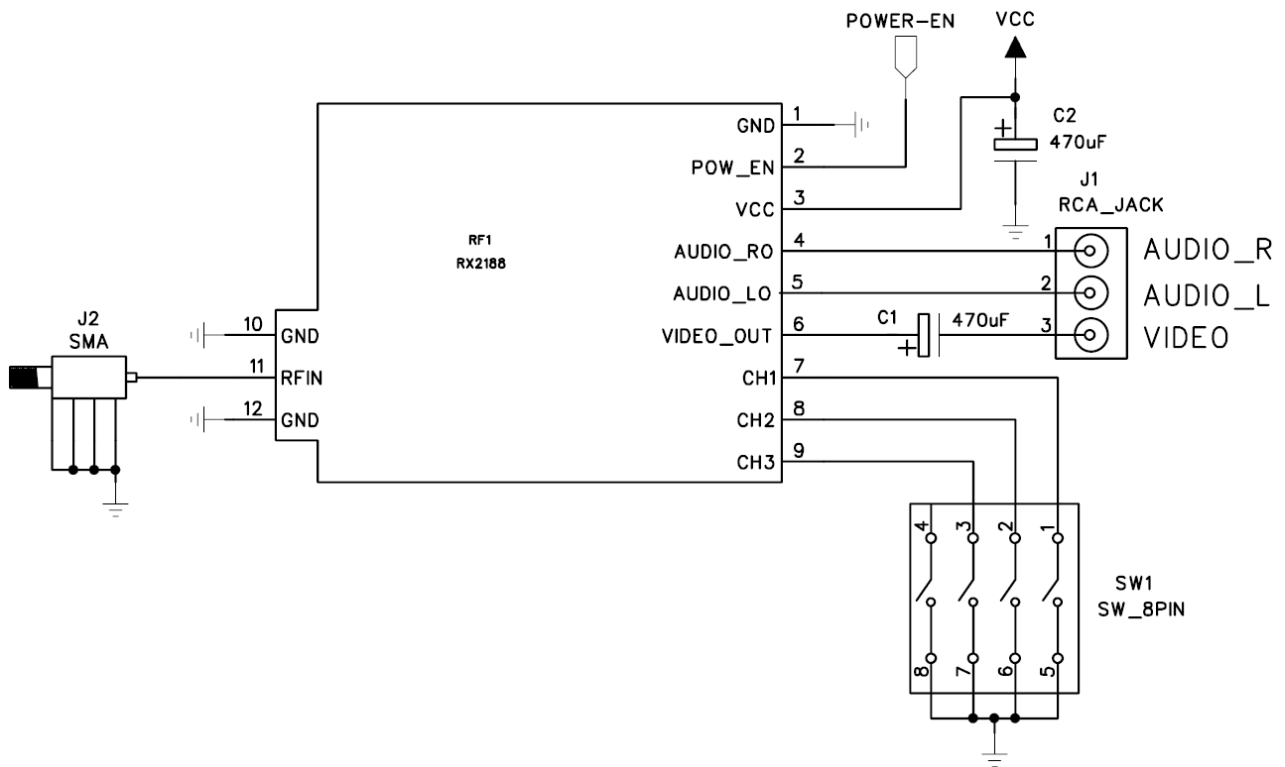 POWER-EN
VCC
GND
1
POW_EN
2
VCC
3
AUDIO_RO
4
AUDIO_LO
5
VIDEO_OUT
6
CH1
7
CH2
8
CH3
9
RF1
RX2188
10
GND
11
RFIN
12
GND
J2
SMA
+
C2
470uF
J1
RCA_JACK
1
AUDIO_R
2
AUDIO_L
3
VIDEO
C1
470uF
+
4
3
2
1
8
7
6
5
SW1
SW_8PIN